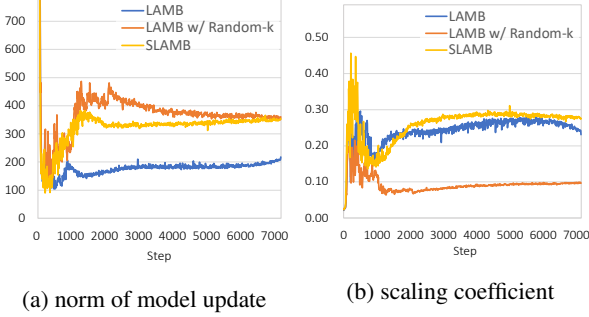 LAMB
LAMB w/ Random-k
SLAMB
700
600
500
400
300
200
100
0
0 1000 2000 3000 4000 5000 6000 7000
Step
(a) norm of model update
LAMB
LAMB w/ Random-k
SLAMB
0.50
0.40
0.30
0.20
0.10
0.00
0 1000 2000 3000 4000 5000 6000 7000
Step
(b) scaling coefficient